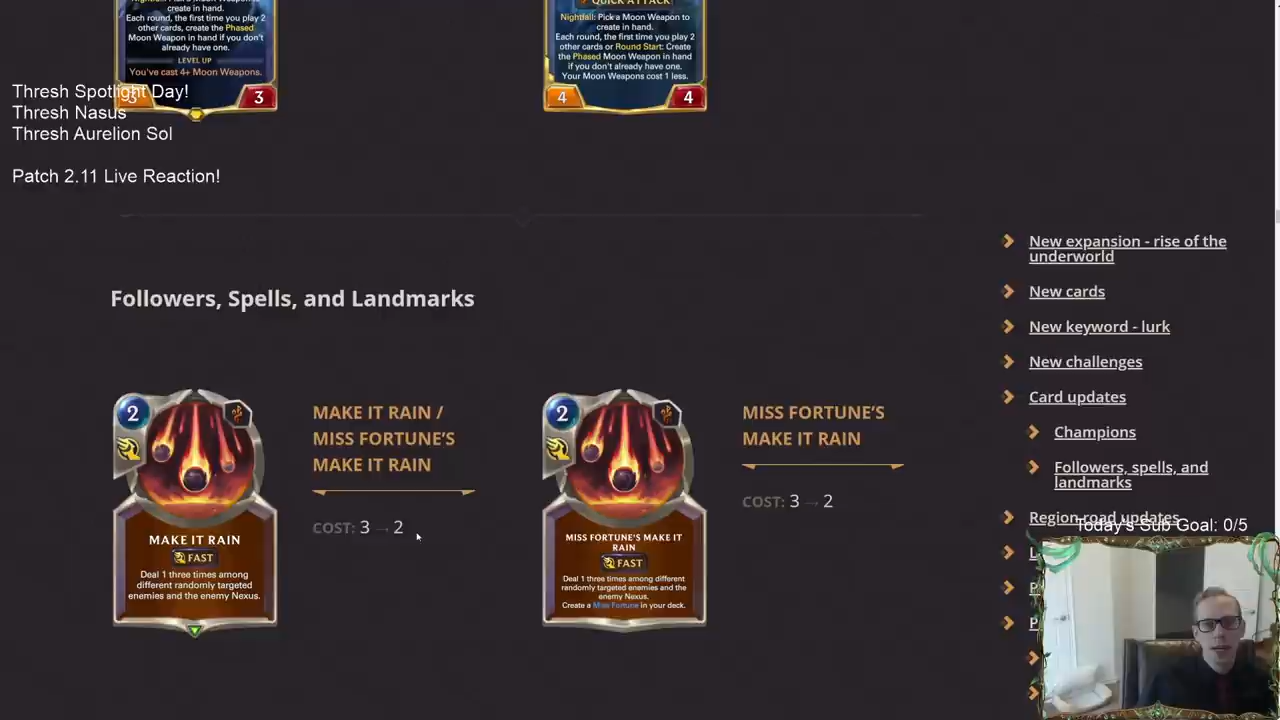 Each round, the first time you play 2
other cards, create the Phased
Moon Weapon in hand if you don't
already have one.
LEVEL UP
You've cast 4+ Moon Weapons.
3
3
QUICK ATTACK
Nightfall: Pick a Moon Weapon to
create in hand.
Each round, the first time you play 2
other cards or Round Start: Create
the Phased Moon Weapon in hand
if you don't already have one.
Your Moon Weapons cost 1 less.
4
4
Thresh Spotlight Day!
Thresh Nasus
Thresh Aurelion Sol
Patch 2.11 Live Reaction!
Followers, Spells, and Landmarks
2
MAKE IT RAIN
FAST
Deal 1 three times among
different randomly targeted
enemies and the enemy Nexus.
MAKE IT RAIN /
MISS FORTUNE'S
MAKE IT RAIN
COST: 3 → 2
2
MISS FORTUNE'S MAKE IT
RAIN
FAST
Deal 1 three times among different
randomly targeted enemies and the
enemy Nexus.
Create a Miss Fortune in your deck.
MISS FORTUNE'S
MAKE IT RAIN
COST: 3 → 2
New expansion - rise of the
underworld
New cards
New keyword - lurk
New challenges
Card updates
Champions
Followers, spells, and
landmarks
Region road updates
Today's Sub Goal: 0/5